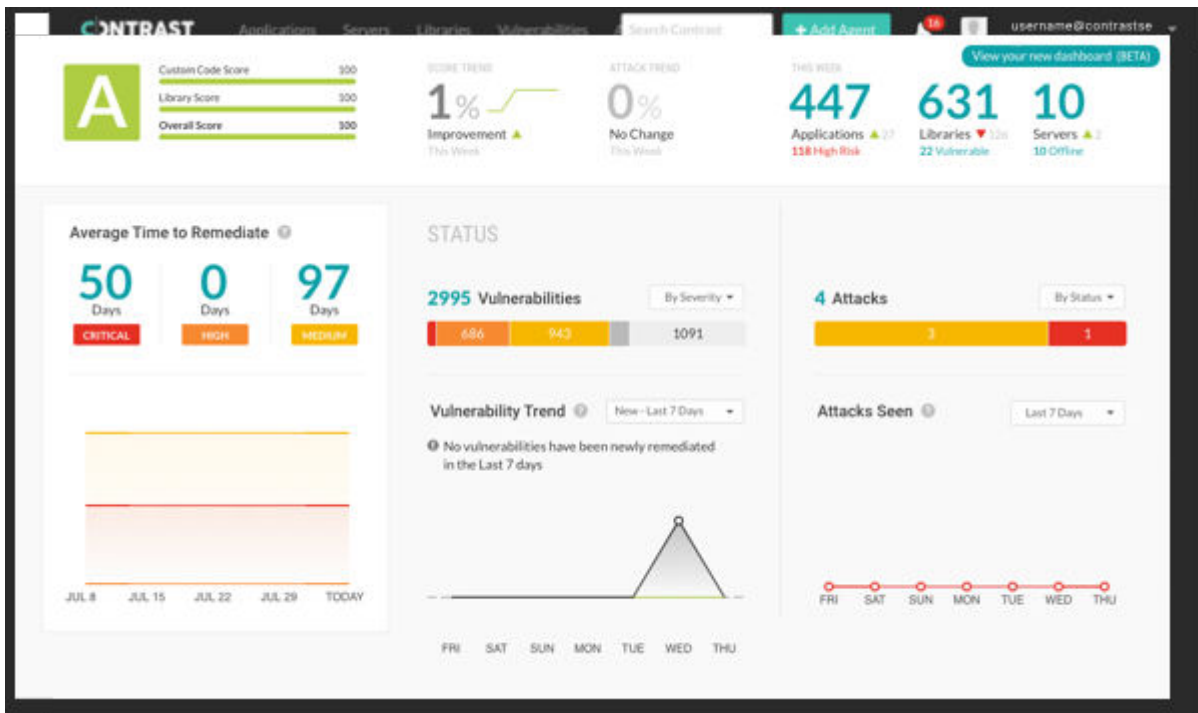 CONTRAST Applications Servers Libraries Vulnerabilities Search Contrast + Add Agent 16 username@contrastse
View your new dashboard (BETA)
A
Custom Code Score 100
Library Score 100
Overall Score 100
SCORE TREND
1%
Improvement
This Week
ATTACK TREND
0%
No Change
This Week
THIS WEEK
447
Applications 27
118 High Risk
631
Libraries 126
22 Vulnerable
10
Servers 2
10 Offline
Average Time to Remediate ?
50 0 97
Days Days Days
CRITICAL HIGH MEDIUM
JUL 8 JUL 15 JUL 22 JUL 29 TODAY
STATUS
2995 Vulnerabilities By Severity
686 943 1091
Vulnerability Trend ? New - Last 7 Days
No vulnerabilities have been newly remediated
in the Last 7 days
FRI SAT SUN MON TUE WED THU
4 Attacks By Status
3 1
Attacks Seen ? Last 7 Days
FRI SAT SUN MON TUE WED THU